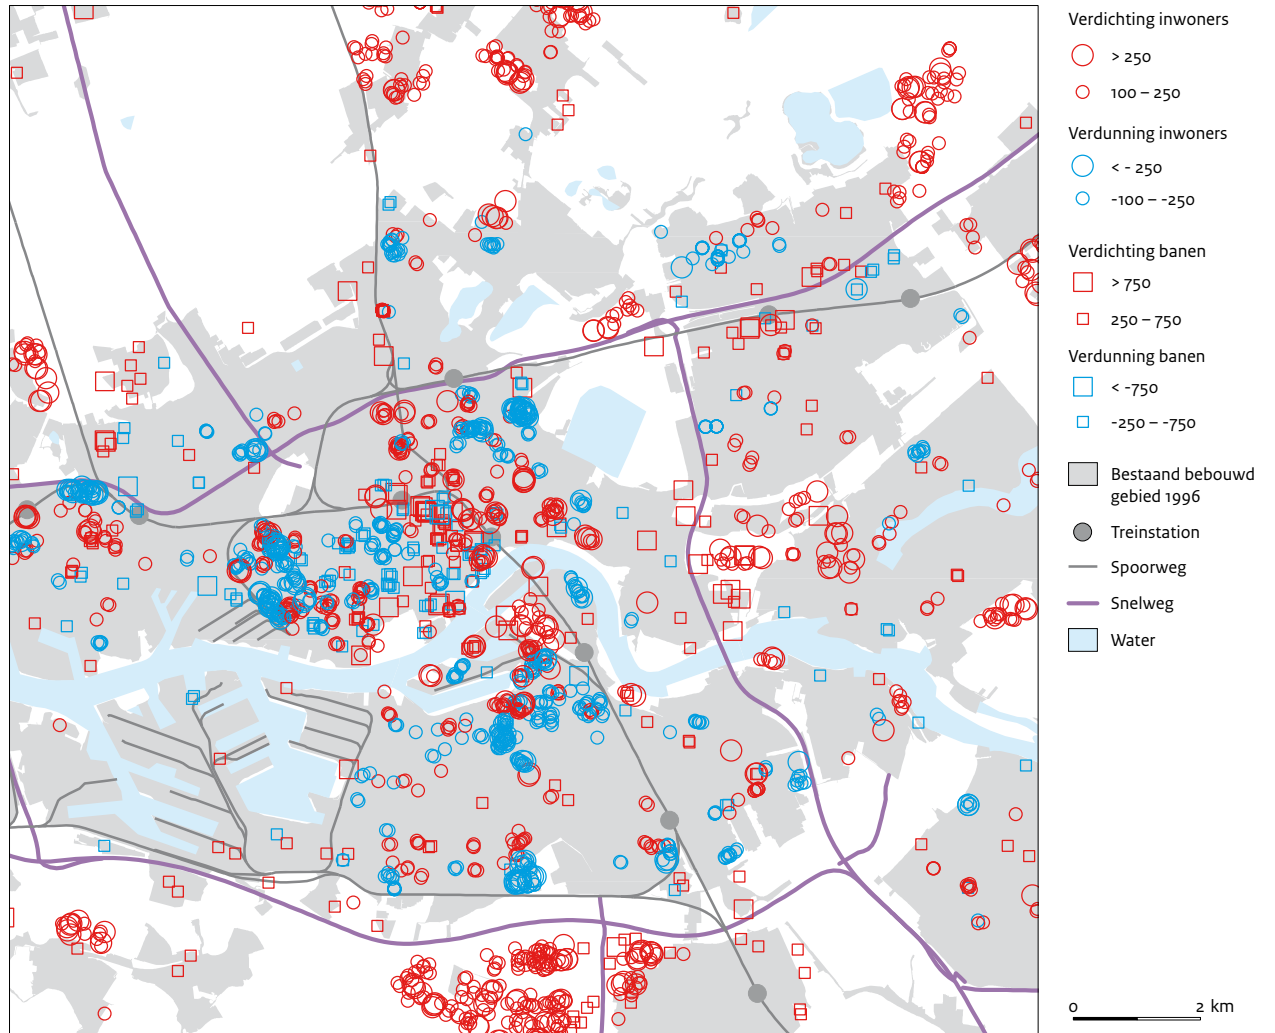 Verdichting inwoners
> 250
100 – 250
Verdunning inwoners
< - 250
-100 – -250
Verdichting banen
> 750
250 – 750
Verdunning banen
< -750
-250 – -750
Bestaand bebouwd
gebied 1996
Treinstation
Spoorweg
Snelweg
Water
0 2 km